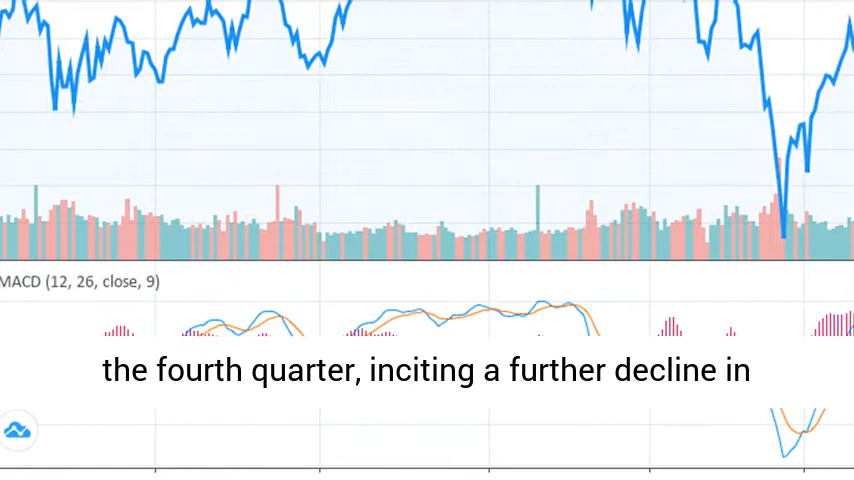 MACD (12, 26, close, 9)
the fourth quarter, inciting a further decline in